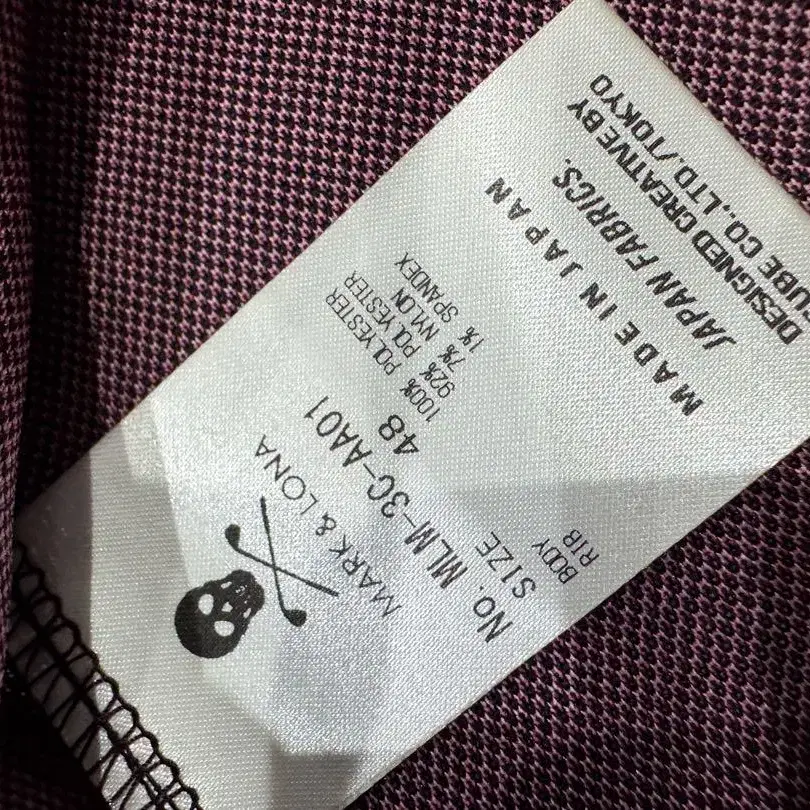 MARK & LONA
No. MLM-3C-AA01
SIZE 48
BODY 100% POLYESTER
RIB 92% POLYESTER
7% NYLON
1% SPANDEX
MADE IN JAPAN
JAPAN FABRICS.
DESIGNED CREATIVE BY
CO.,LTD./TOKYO